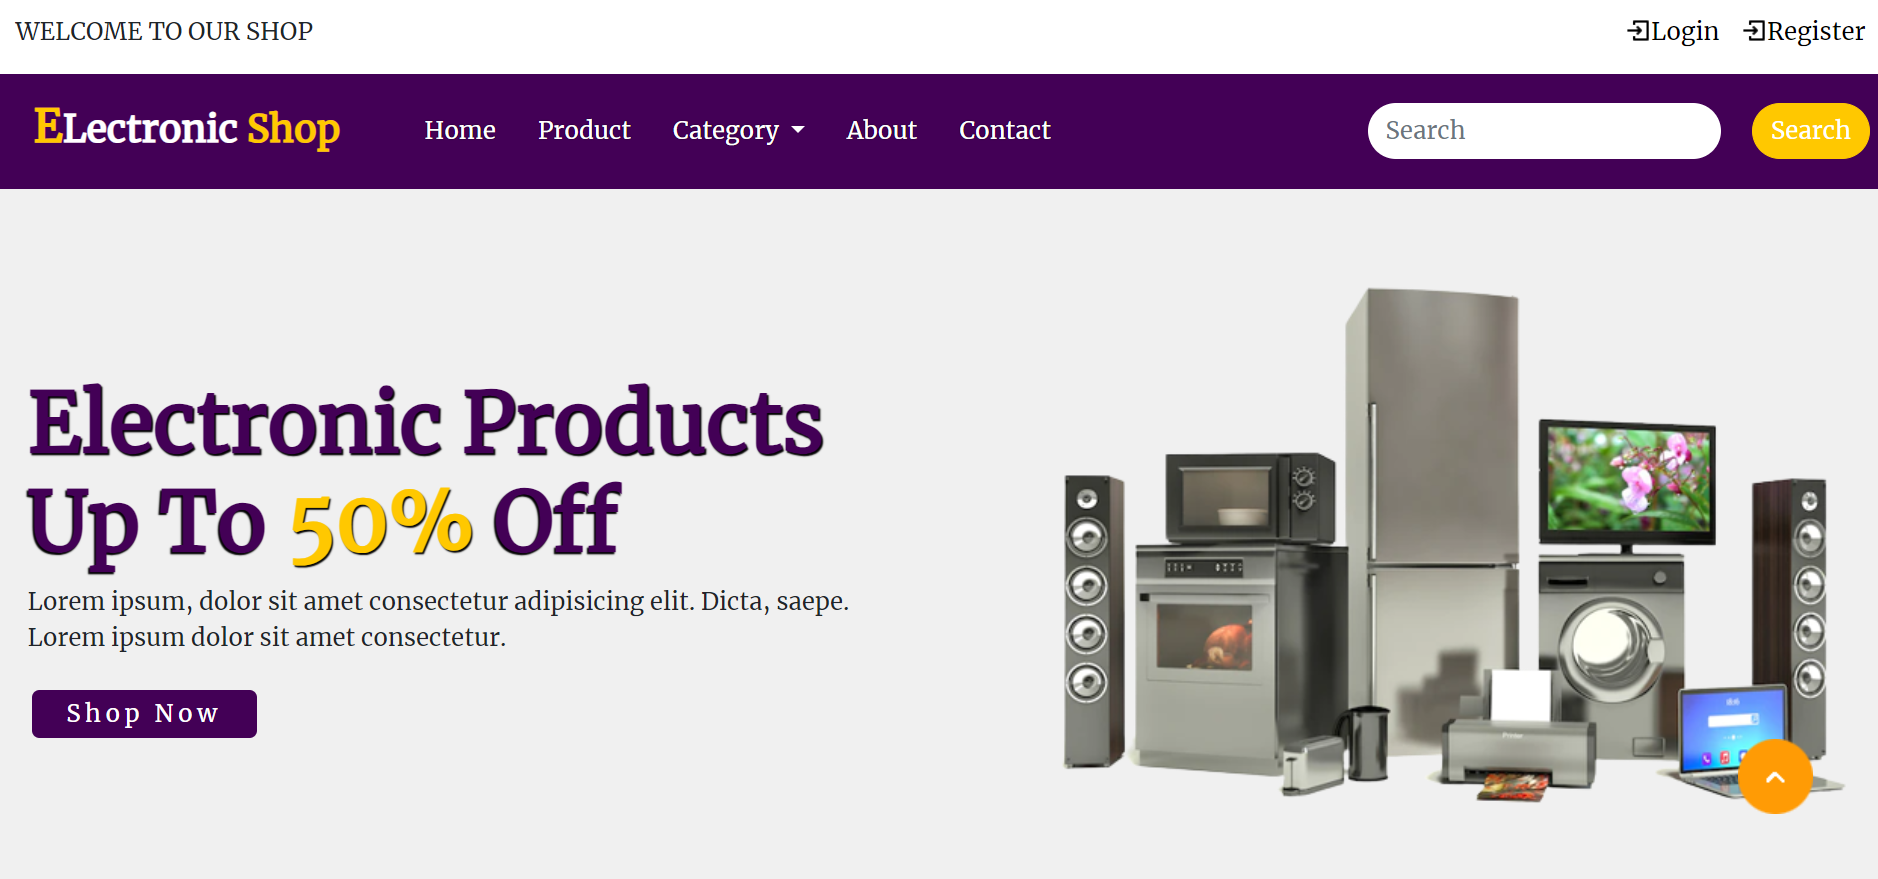 WELCOME TO OUR SHOP
Login Register
ELectronic Shop
Home Product Category About Contact
Search Search
Electronic Products
Up To 50% Off
Lorem ipsum, dolor sit amet consectetur adipisicing elit. Dicta, saepe.
Lorem ipsum dolor sit amet consectetur.
Shop Now
Printer